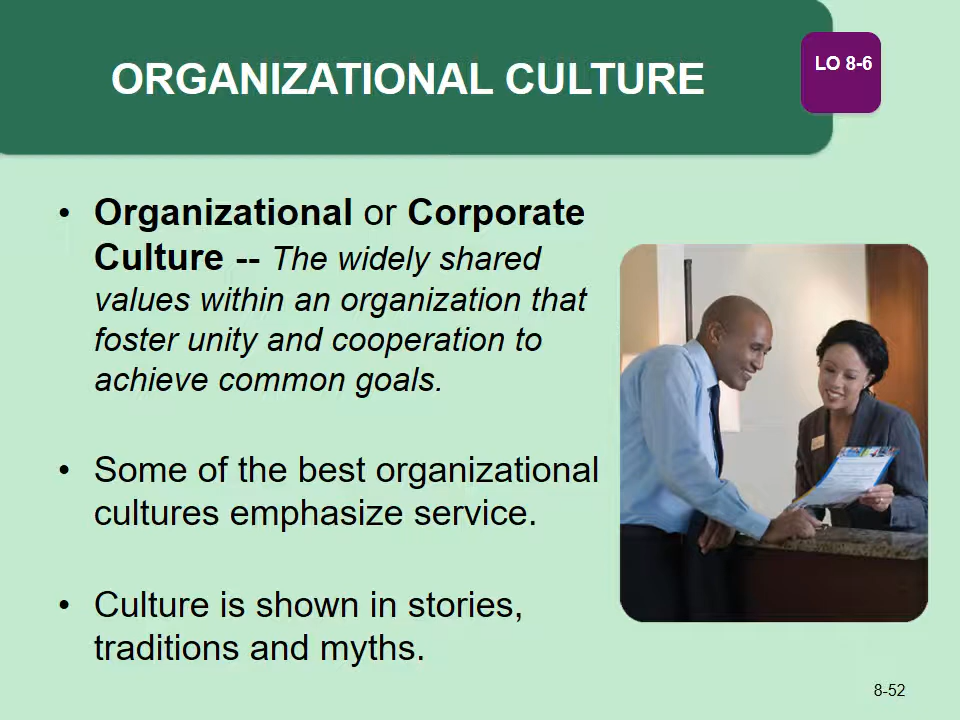 ORGANIZATIONAL CULTURE
LO 8-6
• Organizational or Corporate
Culture -- The widely shared
values within an organization that
foster unity and cooperation to
achieve common goals.
• Some of the best organizational
cultures emphasize service.
• Culture is shown in stories,
traditions and myths.
8-52